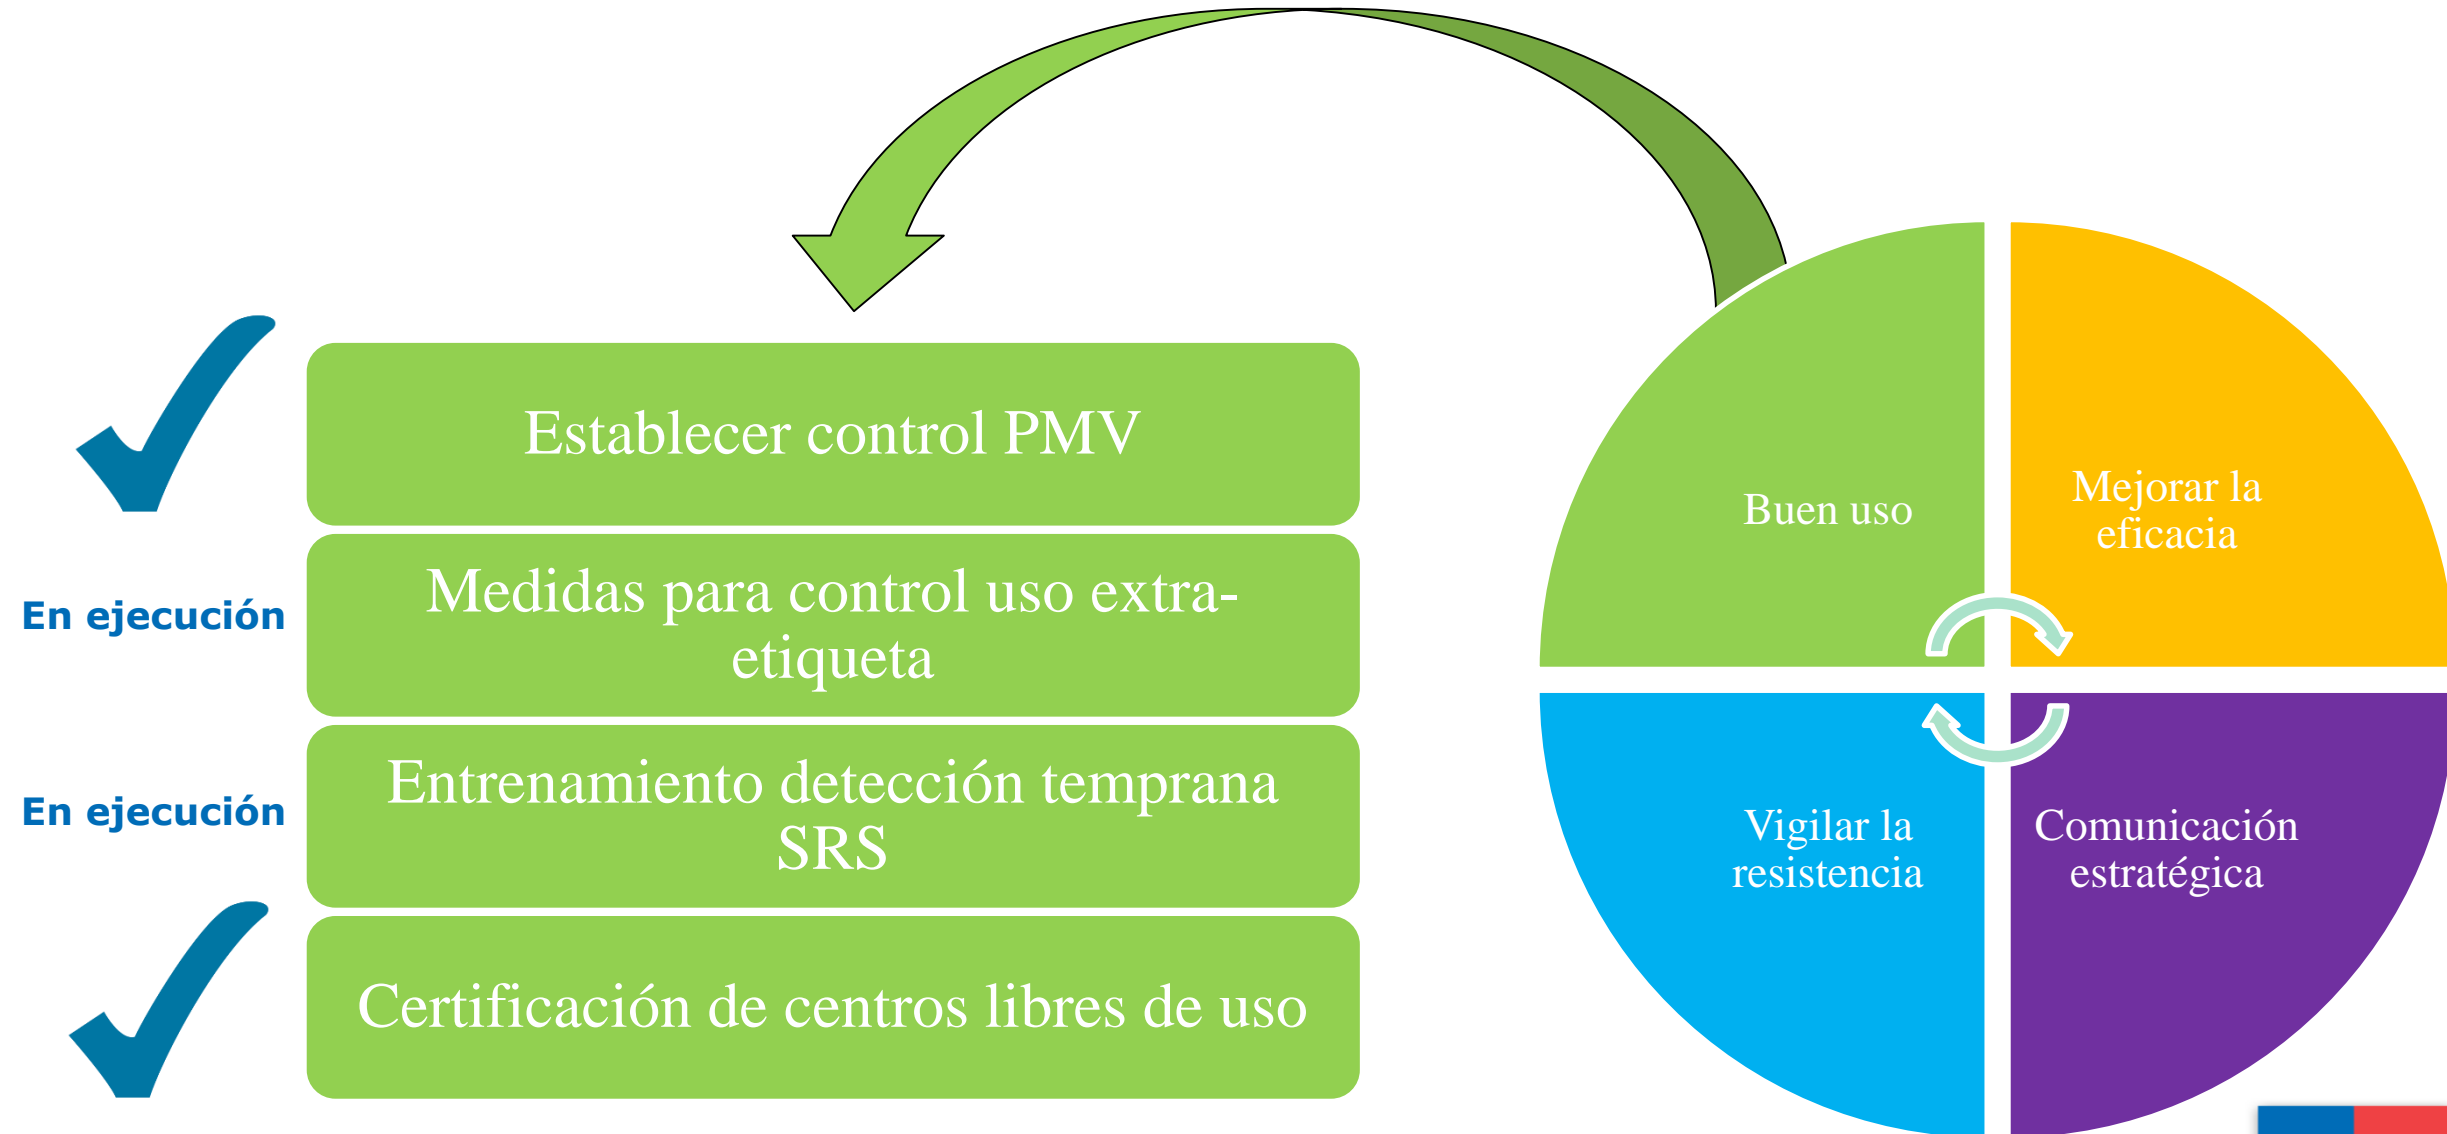 Establecer control PMV
En ejecución
Medidas para control uso extra-
etiqueta
En ejecución
Entrenamiento detección temprana
SRS
Certificación de centros libres de uso
Buen uso
Mejorar la
eficacia
Vigilar la
resistencia
Comunicación
estratégica